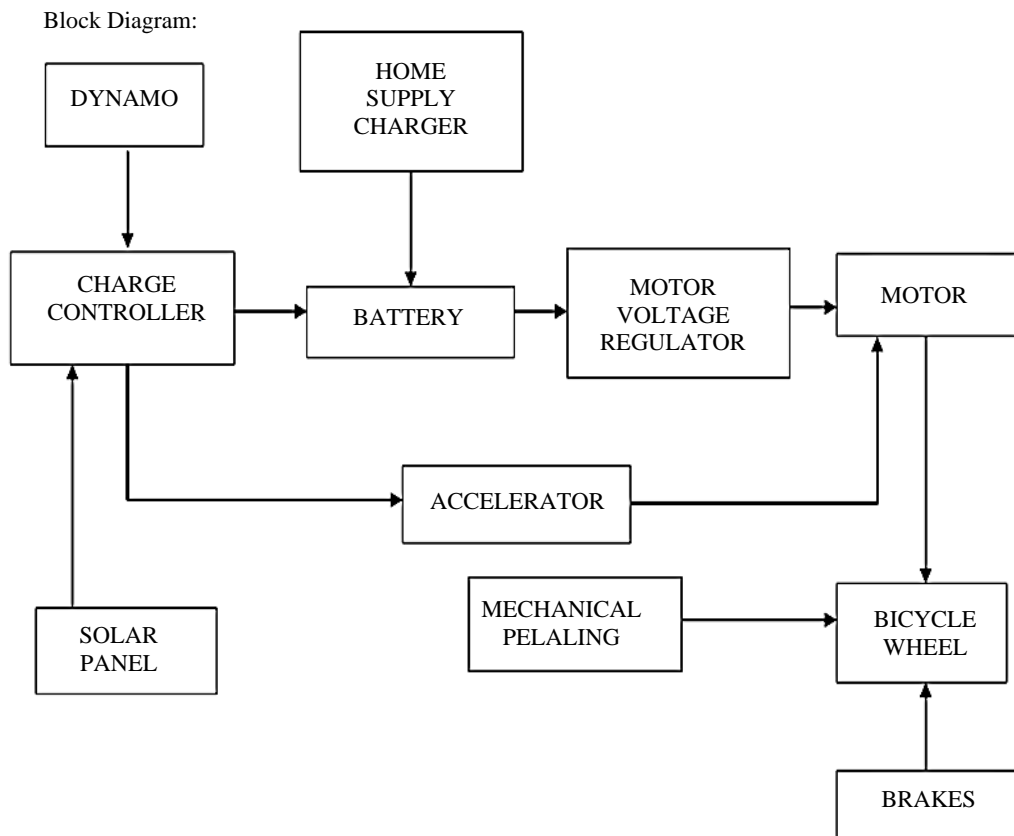 Block Diagram:
DYNAMO
HOME
SUPPLY
CHARGER
CHARGE
CONTROLLER
BATTERY
MOTOR
VOLTAGE
REGULATOR
MOTOR
ACCELERATOR
SOLAR
PANEL
MECHANICAL
PELALING
BICYCLE
WHEEL
BRAKES